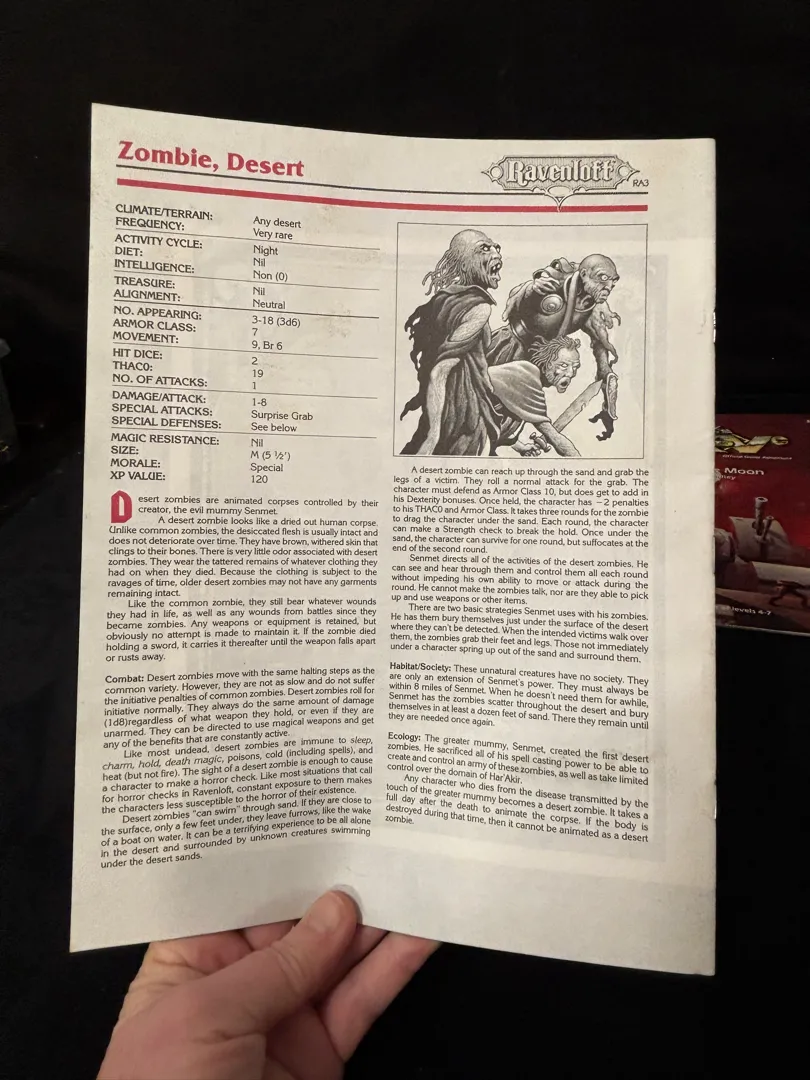 Zombie, Desert
Ravenloft
RA3
CLIMATE/TERRAIN: Any desert
FREQUENCY: Very rare
ACTIVITY CYCLE: Night
DIET: Nil
INTELLIGENCE: Non (0)
TREASURE: Nil
ALIGNMENT: Neutral
NO. APPEARING: 3-18 (3d6)
ARMOR CLASS: 7
MOVEMENT: 9, Br 6
HIT DICE: 2
THAC0: 19
NO. OF ATTACKS: 1
DAMAGE/ATTACK: 1-8
SPECIAL ATTACKS: Surprise Grab
SPECIAL DEFENSES: See below
MAGIC RESISTANCE: Nil
SIZE: M (5 ½')
MORALE: Special
XP VALUE: 120
Desert zombies are animated corpses controlled by their
creator, the evil mummy Senmet.
A desert zombie looks like a dried out human corpse.
Unlike common zombies, the desiccated flesh is usually intact and
does not deteriorate over time. They have brown, withered skin that
clings to their bones. There is very little odor associated with desert
zombies. They wear the tattered remains of whatever clothing they
had on when they died. Because the clothing is subject to the
ravages of time, older desert zombies may not have any garments
remaining intact.
Like the common zombie, they still bear whatever wounds
they had in life, as well as any wounds from battles since they
became zombies. Any weapons or equipment is retained, but
obviously no attempt is made to maintain it. If the zombie died
holding a sword, it carries it thereafter until the weapon falls apart
or rusts away.
Combat: Desert zombies move with the same halting steps as the
common variety. However, they are not as slow and do not suffer
the initiative penalties of common zombies. Desert zombies roll for
initiative normally. They always do the same amount of damage
(1d8)regardless of what weapon they hold, or even if they are
unarmed. They can be directed to use magical weapons and get
any of the benefits that are constantly active.
Like most undead, desert zombies are immune to sleep,
charm, hold, death magic, poisons, cold (including spells), and
heat (but not fire). The sight of a desert zombie is enough to cause
a character to make a horror check. Like most situations that call
for horror checks in Ravenloft, constant exposure to them makes
the characters less susceptible to the horror of their existence.
Desert zombies "can swim" through sand. If they are close to
the surface, only a few feet under, they leave furrows, like the wake
of a boat on water. It can be a terrifying experience to be all alone
in the desert and surrounded by unknown creatures swimming
under the desert sands.
A desert zombie can reach up through the sand and grab the
legs of a victim. They roll a normal attack for the grab. The
character must defend as Armor Class 10, but does get to add in
his Dexterity bonuses. Once held, the character has −2 penalties
to his THAC0 and Armor Class. It takes three rounds for the zombie
to drag the character under the sand. Each round, the character
can make a Strength check to break the hold. Once under the
sand, the character can survive for one round, but suffocates at the
end of the second round.
Senmet directs all of the activities of the desert zombies. He
can see and hear through them and control them all each round
without impeding his own ability to move or attack during the
round. He cannot make the zombies talk, nor are they able to pick
up and use weapons or other items.
There are two basic strategies Senmet uses with his zombies.
He has them bury themselves just under the surface of the desert
where they can't be detected. When the intended victims walk over
them, the zombies grab their feet and legs. Those not immediately
under a character spring up out of the sand and surround them.
Habitat/Society: These unnatural creatures have no society. They
are only an extension of Senmet's power. They must always be
within 8 miles of Senmet. When he doesn't need them for awhile,
Senmet has the zombies scatter throughout the desert and bury
themselves in at least a dozen feet of sand. There they remain until
they are needed once again.
Ecology: The greater mummy, Senmet, created the first desert
zombies. He sacrificed all of his spell casting power to be able to
create and control an army of these zombies, as well as take limited
control over the domain of Har'Akir.
Any character who dies from the disease transmitted by the
touch of the greater mummy becomes a desert zombie. It takes a
full day after the death to animate the corpse. If the body is
destroyed during that time, then it cannot be animated as a desert
zombie.
Moon
levels 4-7